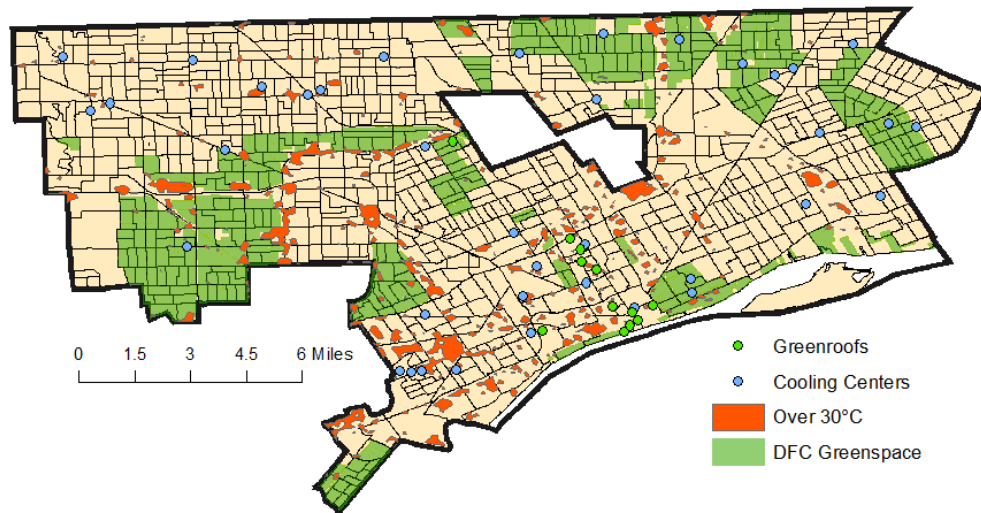 0 1.5 3 4.5 6 Miles
Greenroofs
Cooling Centers
Over 30°C
DFC Greenspace